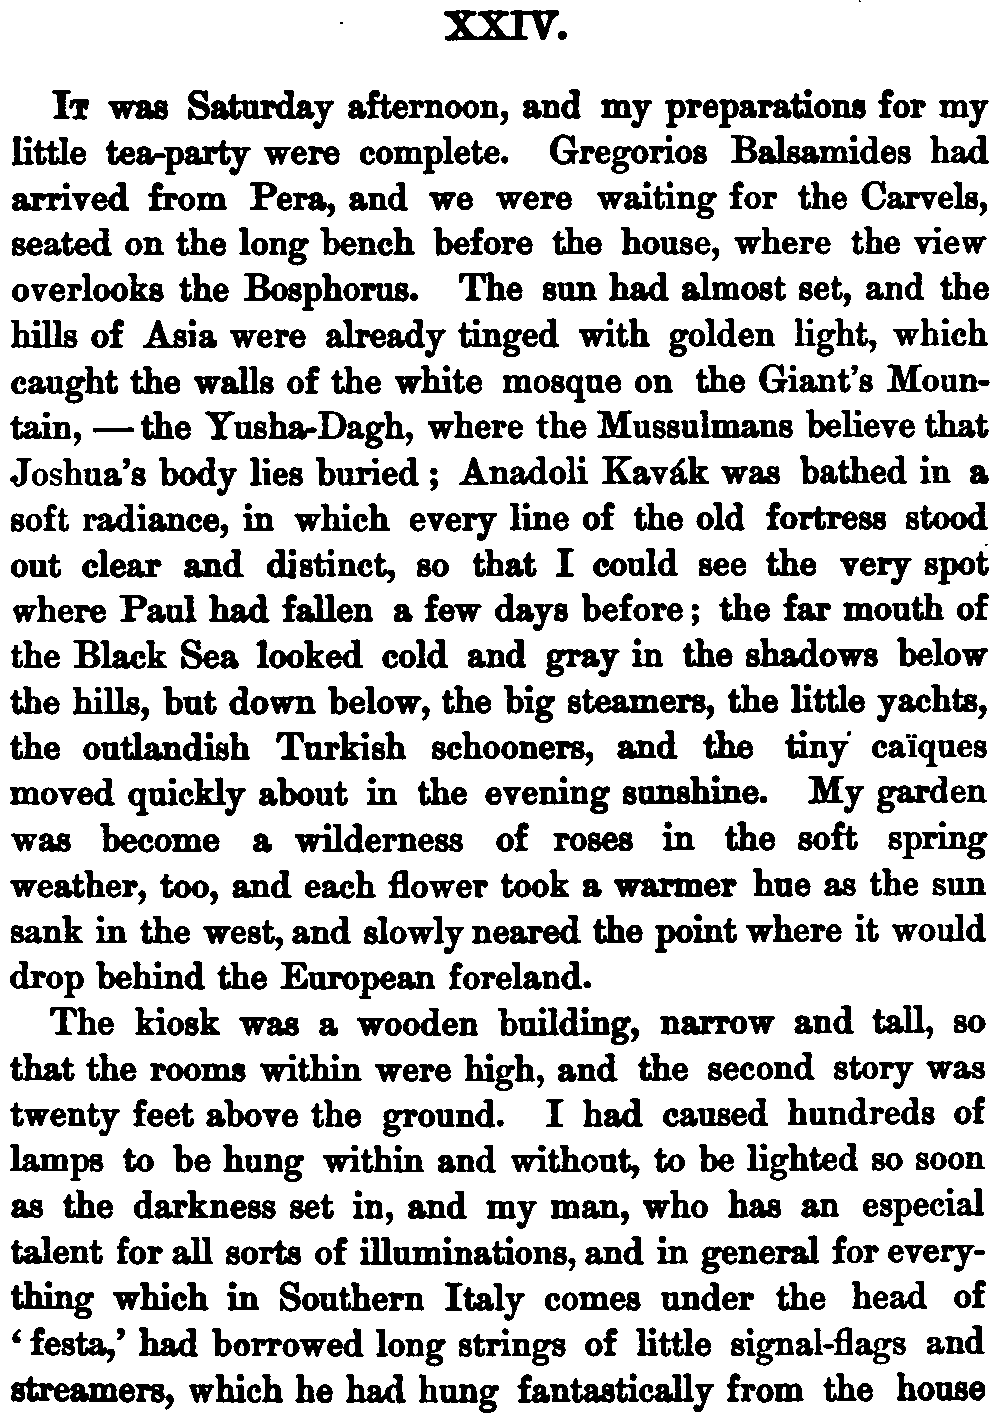 XXIV.
It was Saturday afternoon, and my preparations for my
little tea-party were complete. Gregorios Balsamides had
arrived from Pera, and we were waiting for the Carvels,
seated on the long bench before the house, where the view
overlooks the Bosphorus. The sun had almost set, and the
hills of Asia were already tinged with golden light, which
caught the walls of the white mosque on the Giant's Moun-
tain, — the Yusha-Dagh, where the Mussulmans believe that
Joshua's body lies buried; Anadoli Kavák was bathed in a
soft radiance, in which every line of the old fortress stood
out clear and distinct, so that I could see the very spot
where Paul had fallen a few days before; the far mouth of
the Black Sea looked cold and gray in the shadows below
the hills, but down below, the big steamers, the little yachts,
the outlandish Turkish schooners, and the tiny caïques
moved quickly about in the evening sunshine. My garden
was become a wilderness of roses in the soft spring
weather, too, and each flower took a warmer hue as the sun
sank in the west, and slowly neared the point where it would
drop behind the European foreland.
The kiosk was a wooden building, narrow and tall, so
that the rooms within were high, and the second story was
twenty feet above the ground. I had caused hundreds of
lamps to be hung within and without, to be lighted so soon
as the darkness set in, and my man, who has an especial
talent for all sorts of illuminations, and in general for every-
thing which in Southern Italy comes under the head of
‘festa,’ had borrowed long strings of little signal-flags and
streamers, which he had hung fantastically from the house